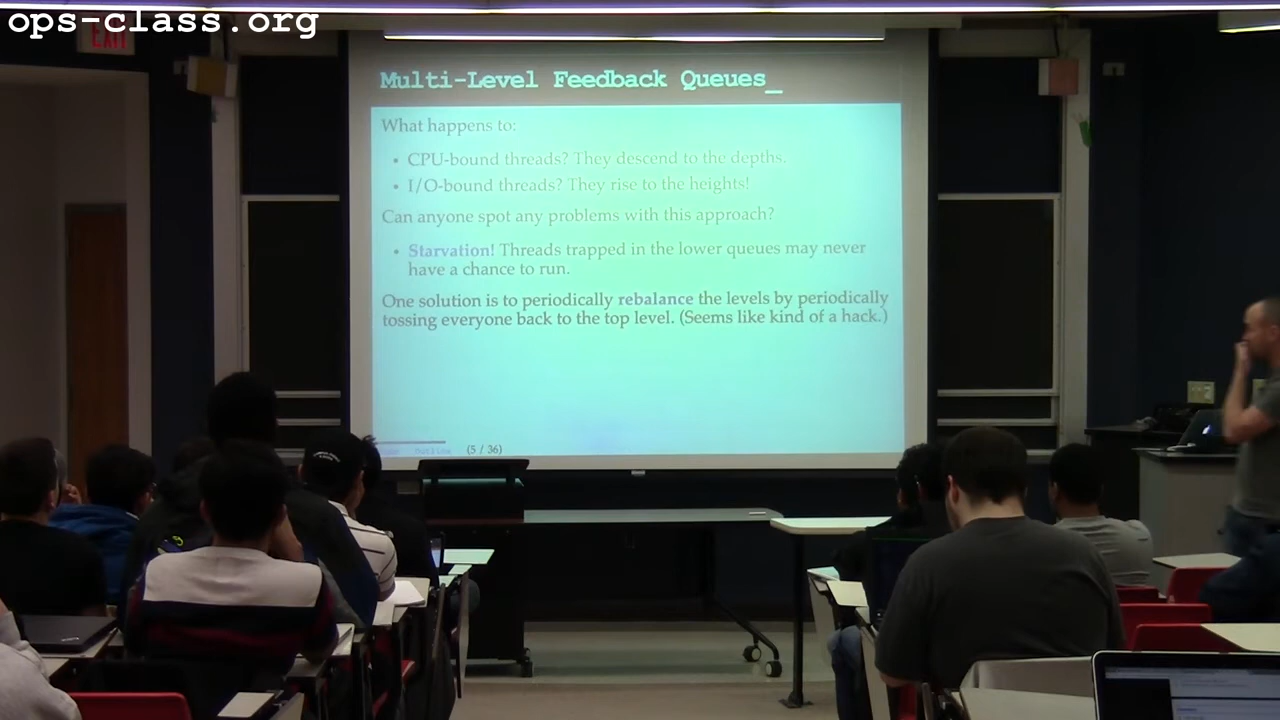 ops-class.org
EXIT
Multi-Level Feedback Queues_
What happens to:
• CPU-bound threads? They descend to the depths.
• I/O-bound threads? They rise to the heights!
Can anyone spot any problems with this approach?
• Starvation! Threads trapped in the lower queues may never
have a chance to run.
One solution is to periodically rebalance the levels by periodically
tossing everyone back to the top level. (Seems like kind of a hack.)
(5 / 36)